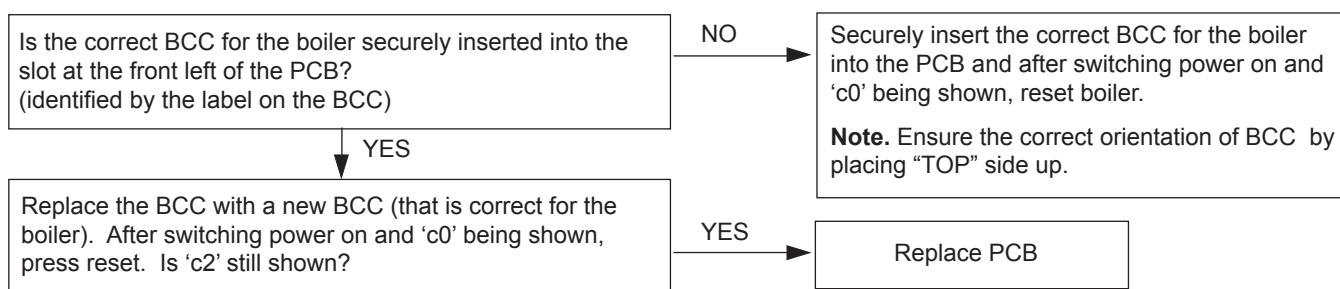 Is the correct BCC for the boiler securely inserted into the
slot at the front left of the PCB?
(identified by the label on the BCC)
NO
Securely insert the correct BCC for the boiler
into the PCB and after switching power on and
‘c0’ being shown, reset boiler.
Note. Ensure the correct orientation of BCC by
placing “TOP” side up.
YES
Replace the BCC with a new BCC (that is correct for the
boiler). After switching power on and ‘c0’ being shown,
press reset. Is ‘c2’ still shown?
YES
Replace PCB